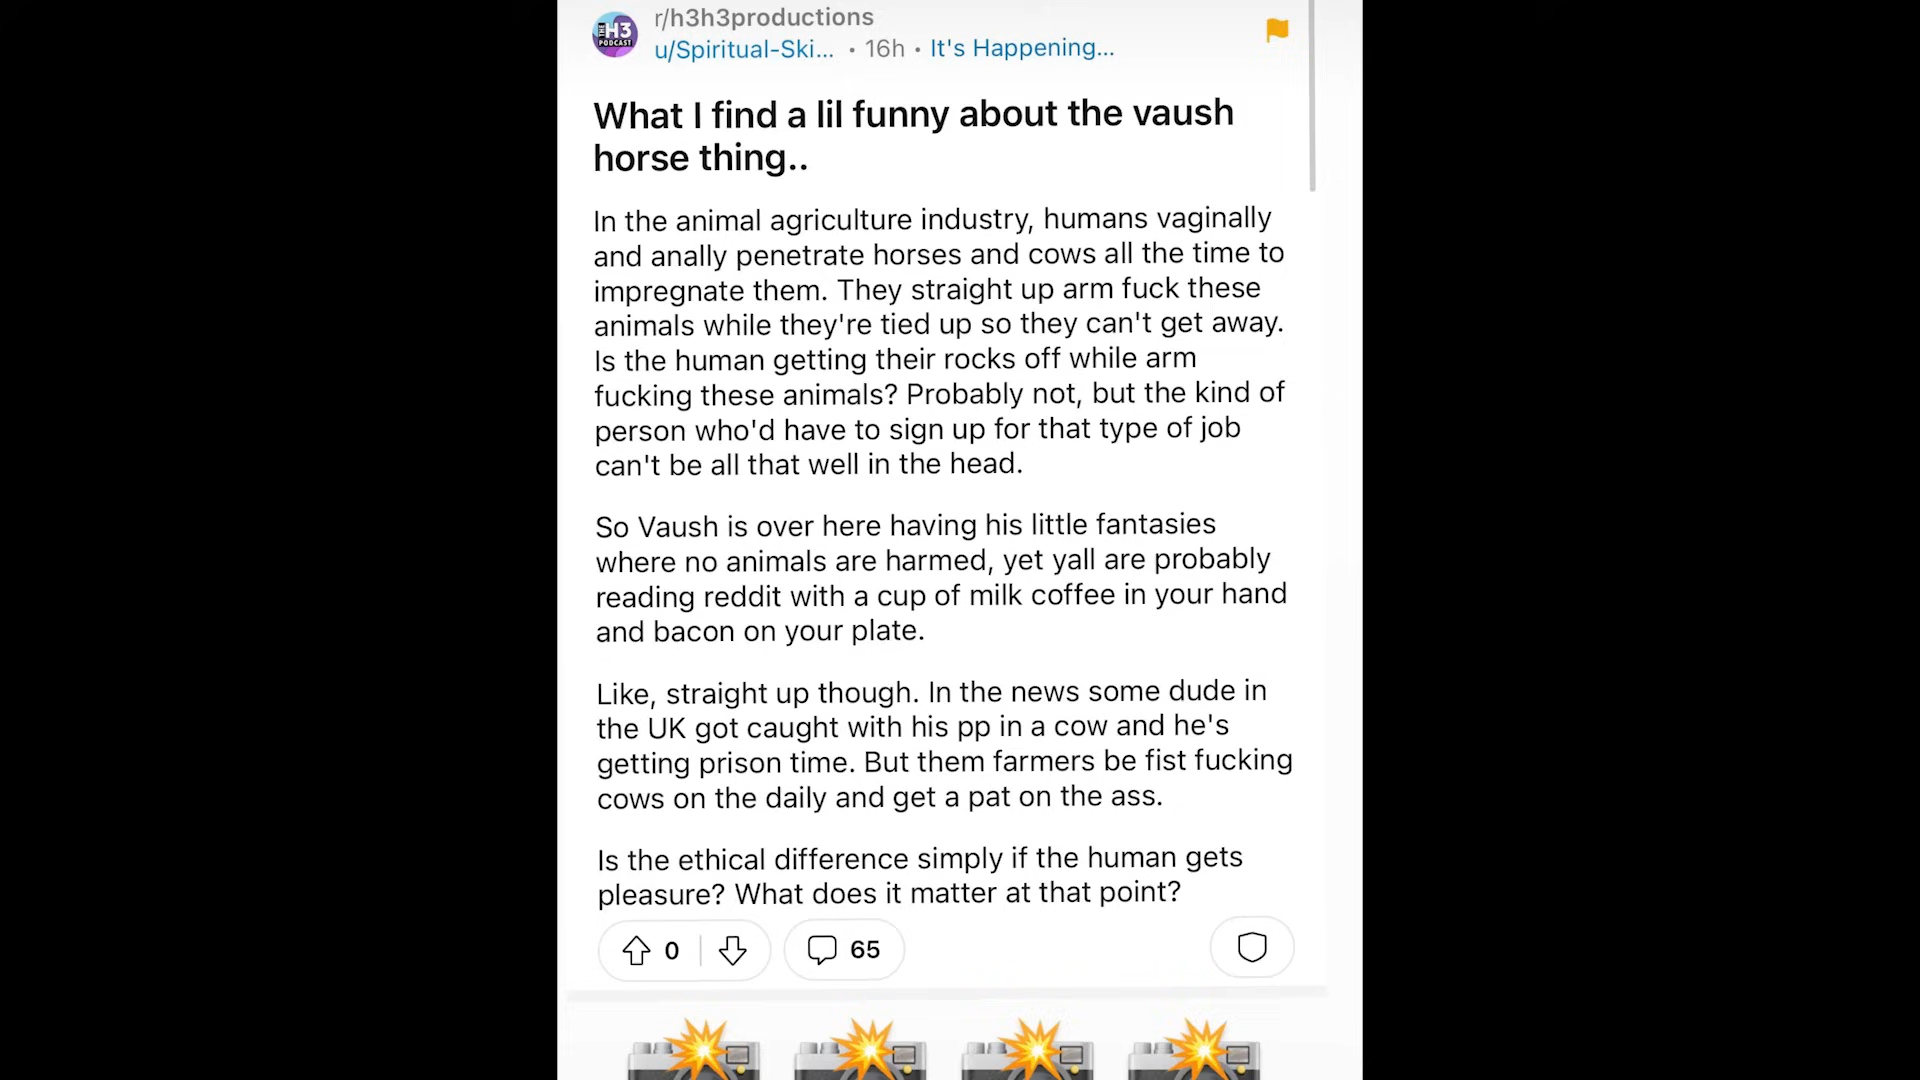 THE H3 PODCAST
r/h3h3productions
u/Spiritual-Ski... • 16h • It's Happening...
What I find a lil funny about the vaush
horse thing..
In the animal agriculture industry, humans vaginally
and anally penetrate horses and cows all the time to
impregnate them. They straight up arm fuck these
animals while they're tied up so they can't get away.
Is the human getting their rocks off while arm
fucking these animals? Probably not, but the kind of
person who'd have to sign up for that type of job
can't be all that well in the head.
So Vaush is over here having his little fantasies
where no animals are harmed, yet yall are probably
reading reddit with a cup of milk coffee in your hand
and bacon on your plate.
Like, straight up though. In the news some dude in
the UK got caught with his pp in a cow and he's
getting prison time. But them farmers be fist fucking
cows on the daily and get a pat on the ass.
Is the ethical difference simply if the human gets
pleasure? What does it matter at that point?
0
65